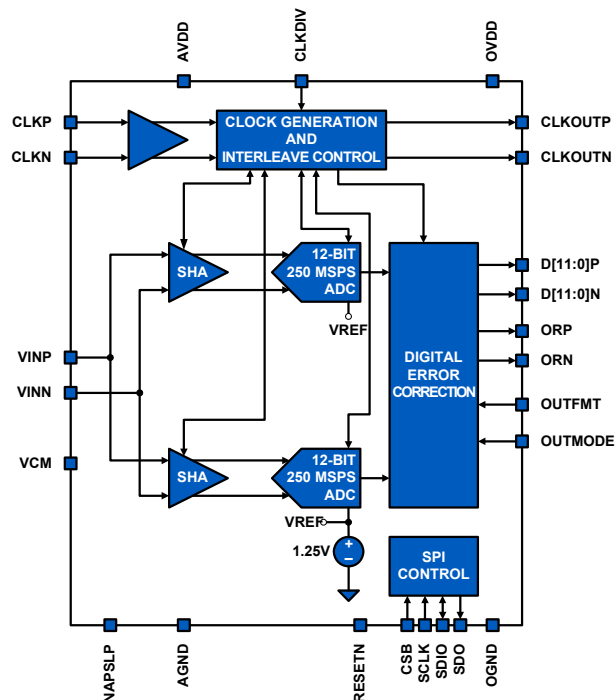 AVDD
CLKDIV
OVDD
CLKP
CLKN
CLOCK GENERATION
AND
INTERLEAVE CONTROL
CLKOUTP
CLKOUTN
SHA
12-BIT
250 MSPS
ADC
VREF
D[11:0]P
D[11:0]N
ORP
ORN
OUTFMT
OUTMODE
DIGITAL
ERROR
CORRECTION
VINP
VINN
VCM
SHA
12-BIT
250 MSPS
ADC
VREF
1.25V
+
–
SPI
CONTROL
NAPSLP
AGND
RESETN
CSB
SCLK
SDIO
SDO
OGND